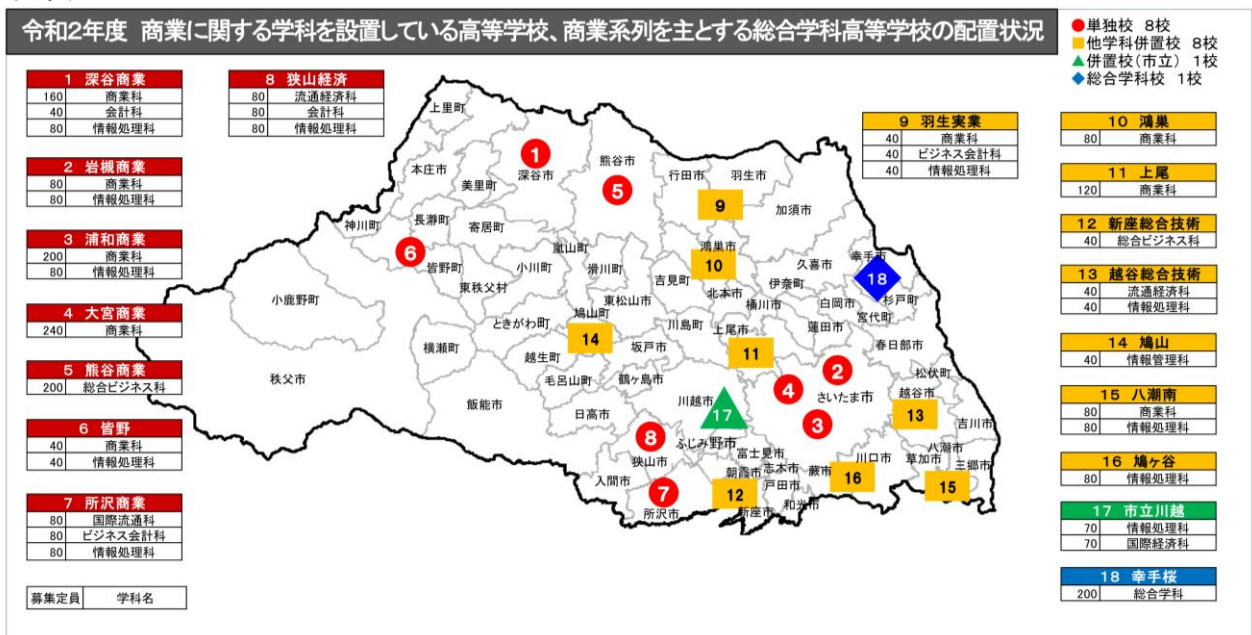 令和2年度 商業に関する学科を設置している高等学校、商業系列を主とする総合学科高等学校の配置状況
●単独校 8校
■他学科併置校 8校
▲併置校(市立) 1校
◆総合学科校 1校
1 深谷商業
160 商業科
40 会計科
80 情報処理科
2 岩槻商業
80 商業科
80 情報処理科
3 浦和商業
200 商業科
80 情報処理科
4 大宮商業
240 商業科
5 熊谷商業
200 総合ビジネス科
6 皆野
40 商業科
40 情報処理科
7 所沢商業
80 国際流通科
80 ビジネス会計科
80 情報処理科
募集定員 学科名
8 狭山経済
80 流通経済科
80 会計科
80 情報処理科
9 羽生実業
40 商業科
40 ビジネス会計科
40 情報処理科
10 鴻巣
80 商業科
11 上尾
120 商業科
12 新座総合技術
40 総合ビジネス科
13 越谷総合技術
40 流通経済科
40 情報処理科
14 鳩山
40 情報管理科
15 八潮南
80 商業科
80 情報処理科
16 鳩ヶ谷
80 情報処理科
17 市立川越
70 情報処理科
70 国際経済科
18 幸手桜
200 総合学科
上里町
本庄市
美里町
神川町
長瀞町
寄居町
1
深谷市
熊谷市
5
行田市
羽生市
9
加須市
6
皆野町
東秩父村
小川町
嵐山町
滑川町
吉見町
鴻巣市
10
北本市
桶川市
伊奈町
久喜市
幸手市
18
杉戸町
白岡市
宮代町
蓮田市
春日部市
小鹿野町
秩父市
横瀬町
ときがわ町
鳩山町
14
東松山市
川島町
上尾市
11
越生町
坂戸市
毛呂山町
鶴ヶ島市
飯能市
日高市
川越市
17
ふじみ野市
2
4
さいたま市
3
松伏町
越谷市
13
吉川市
8
狭山市
入間市
7
所沢市
富士見市
志木市
朝霞市
12
新座市
和光市
戸田市
蕨市
川口市
16
草加市
八潮市
三郷市
15